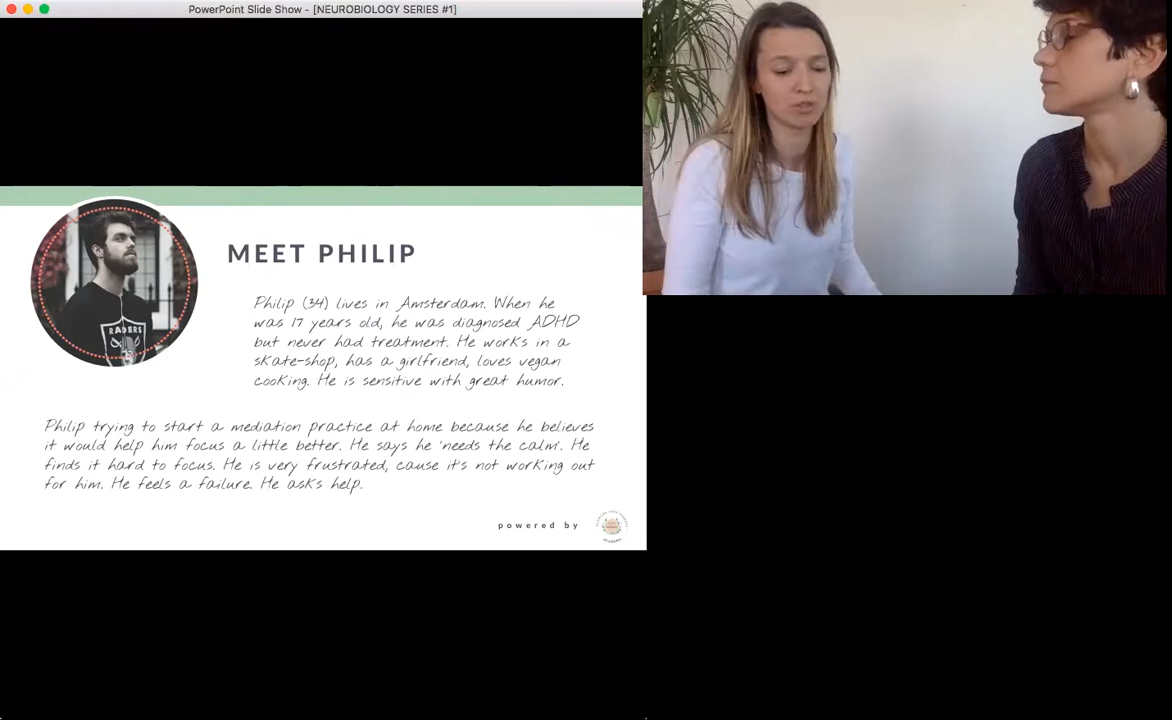 PowerPoint Slide Show - [NEUROBIOLOGY SERIES #1]
MEET PHILIP
Philip (34) lives in Amsterdam. When he
was 17 years old, he was diagnosed ADHD
but never had treatment. He works in a
skate-shop, has a girlfriend, loves vegan
cooking. He is sensitive with great humor.
RADERS
Philip trying to start a mediation practice at home because he believes
it would help him focus a little better. He says he 'needs the calm'. He
finds it hard to focus. He is very frustrated, cause it's not working out
for him. He feels a failure. He asks help.
powered by